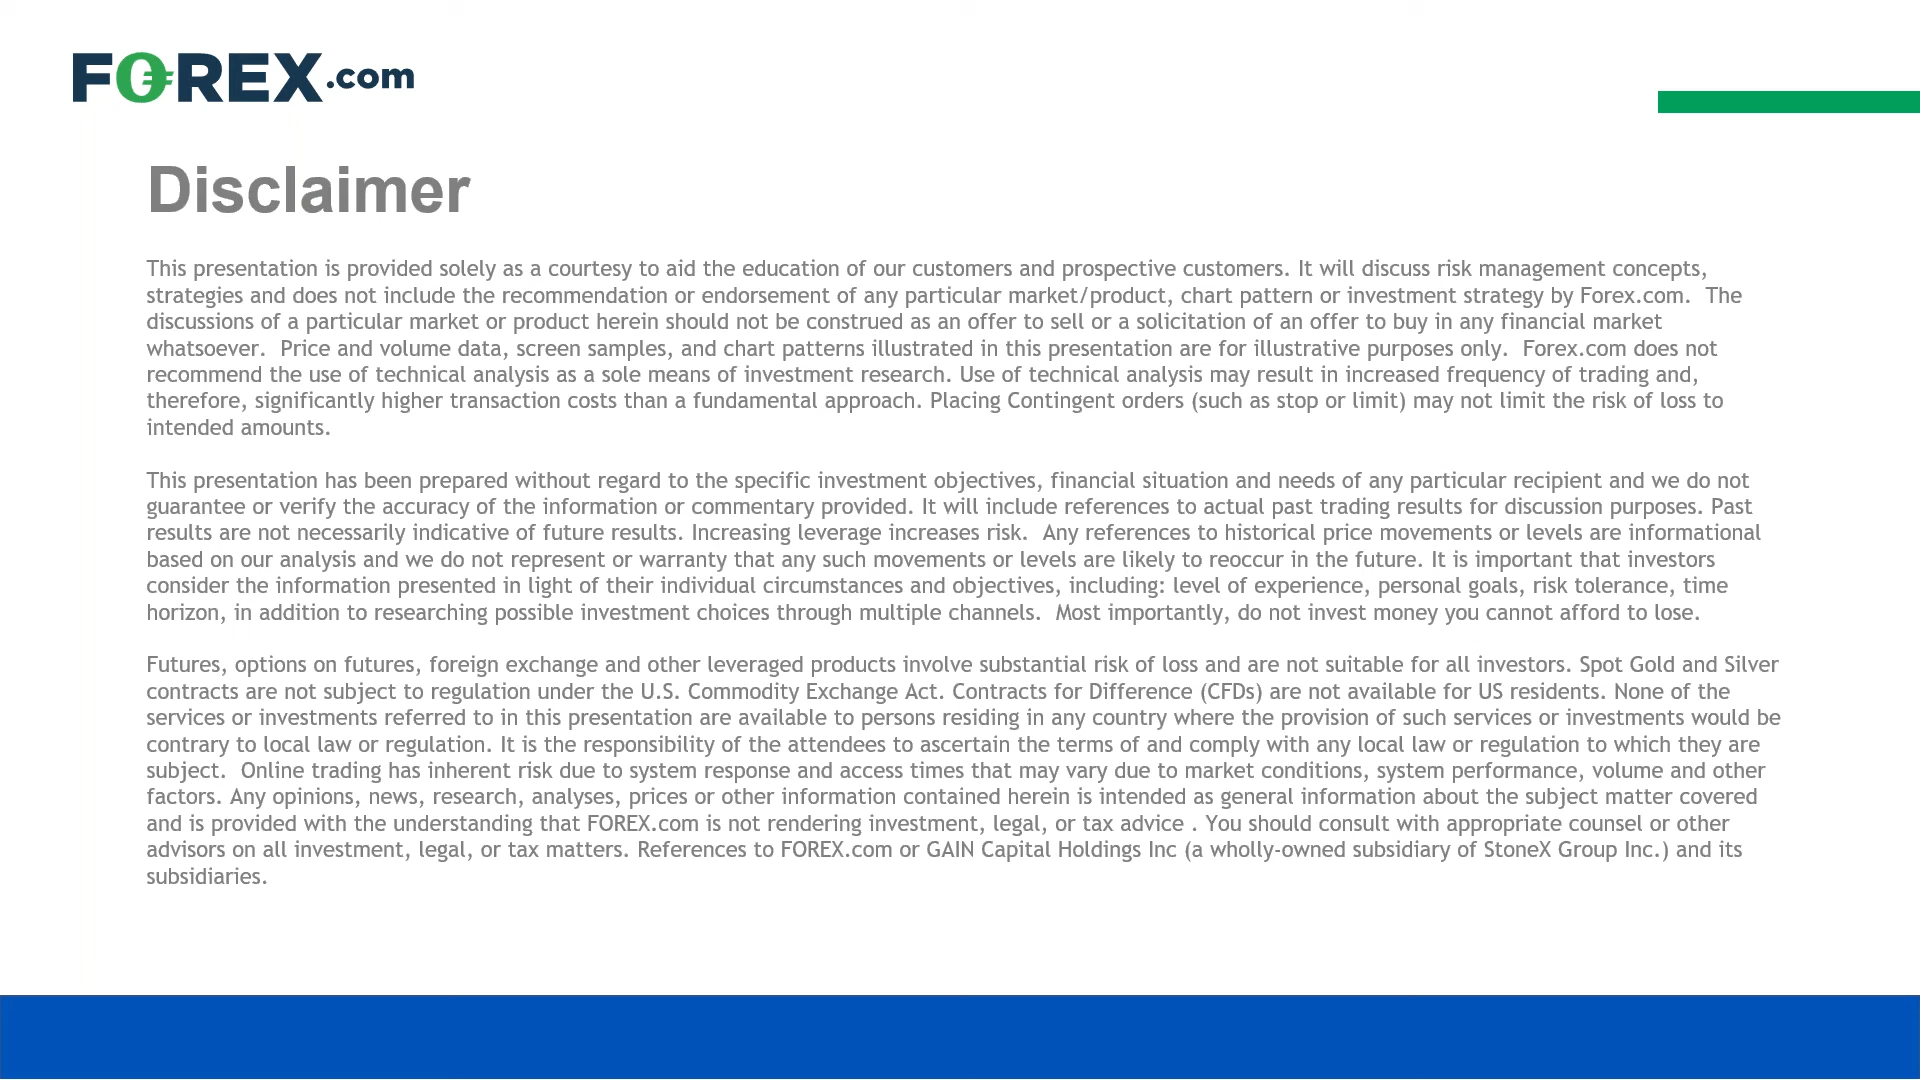 FOREX.com
Disclaimer
This presentation is provided solely as a courtesy to aid the education of our customers and prospective customers. It will discuss risk management concepts,
strategies and does not include the recommendation or endorsement of any particular market/product, chart pattern or investment strategy by Forex.com.  The
discussions of a particular market or product herein should not be construed as an offer to sell or a solicitation of an offer to buy in any financial market
whatsoever.  Price and volume data, screen samples, and chart patterns illustrated in this presentation are for illustrative purposes only.  Forex.com does not
recommend the use of technical analysis as a sole means of investment research. Use of technical analysis may result in increased frequency of trading and,
therefore, significantly higher transaction costs than a fundamental approach. Placing Contingent orders (such as stop or limit) may not limit the risk of loss to
intended amounts.
This presentation has been prepared without regard to the specific investment objectives, financial situation and needs of any particular recipient and we do not
guarantee or verify the accuracy of the information or commentary provided. It will include references to actual past trading results for discussion purposes. Past
results are not necessarily indicative of future results. Increasing leverage increases risk.  Any references to historical price movements or levels are informational
based on our analysis and we do not represent or warranty that any such movements or levels are likely to reoccur in the future. It is important that investors
consider the information presented in light of their individual circumstances and objectives, including: level of experience, personal goals, risk tolerance, time
horizon, in addition to researching possible investment choices through multiple channels.  Most importantly, do not invest money you cannot afford to lose.
Futures, options on futures, foreign exchange and other leveraged products involve substantial risk of loss and are not suitable for all investors. Spot Gold and Silver
contracts are not subject to regulation under the U.S. Commodity Exchange Act. Contracts for Difference (CFDs) are not available for US residents. None of the
services or investments referred to in this presentation are available to persons residing in any country where the provision of such services or investments would be
contrary to local law or regulation. It is the responsibility of the attendees to ascertain the terms of and comply with any local law or regulation to which they are
subject.  Online trading has inherent risk due to system response and access times that may vary due to market conditions, system performance, volume and other
factors. Any opinions, news, research, analyses, prices or other information contained herein is intended as general information about the subject matter covered
and is provided with the understanding that FOREX.com is not rendering investment, legal, or tax advice . You should consult with appropriate counsel or other
advisors on all investment, legal, or tax matters. References to FOREX.com or GAIN Capital Holdings Inc (a wholly-owned subsidiary of StoneX Group Inc.) and its
subsidiaries.